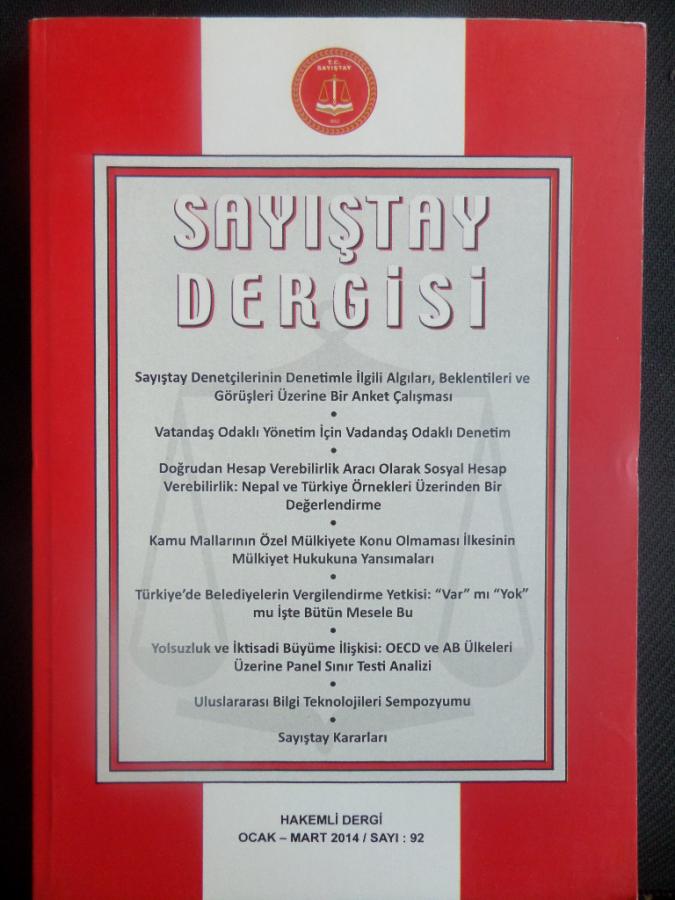 T.C.
SAYIŞTAY
1862
SAYIŞTAY
DERGİSİ
Sayıştay Denetçilerinin Denetimle İlgili Algıları, Beklentileri ve
Görüşleri Üzerine Bir Anket Çalışması
•
Vatandaş Odaklı Yönetim İçin Vadandaş Odaklı Denetim
•
Doğrudan Hesap Verebilirlik Aracı Olarak Sosyal Hesap
Verebilirlik: Nepal ve Türkiye Örnekleri Üzerinden Bir
Değerlendirme
•
Kamu Mallarının Özel Mülkiyete Konu Olmaması İlkesinin
Mülkiyet Hukukuna Yansımaları
•
Türkiye’de Belediyelerin Vergilendirme Yetkisi: “Var” mı “Yok”
mu İşte Bütün Mesele Bu
•
Yolsuzluk ve İktisadi Büyüme İlişkisi: OECD ve AB Ülkeleri
Üzerine Panel Sınır Testi Analizi
•
Uluslararası Bilgi Teknolojileri Sempozyumu
•
Sayıştay Kararları
HAKEMLİ DERGİ
OCAK – MART 2014 / SAYI : 92